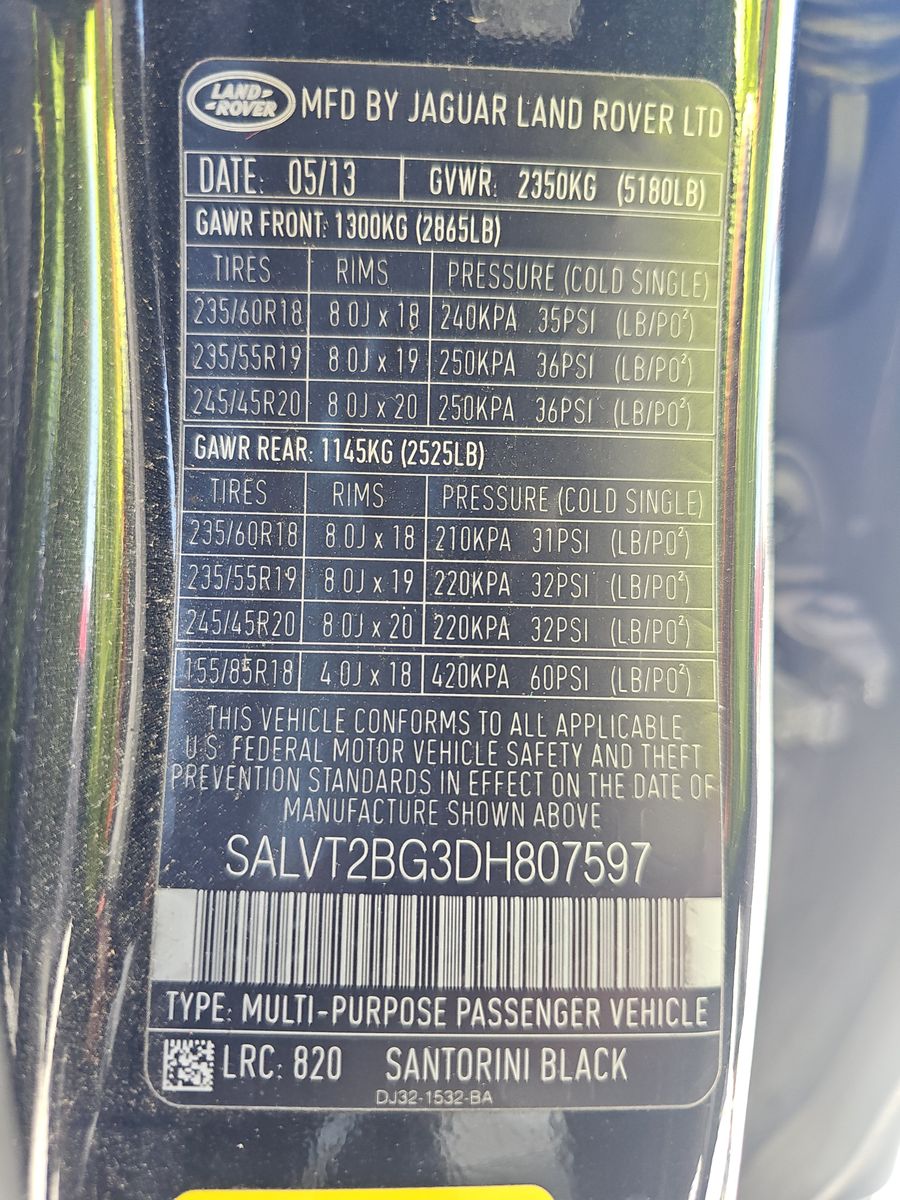 LAND-
-ROVER
MFD BY JAGUAR LAND ROVER LTD
DATE: 05/13 GVWR: 2350KG (5180LB)
GAWR FRONT: 1300KG (2865LB)
TIRES RIMS PRESSURE (COLD SINGLE)
235/60R18 8.0J x 18 240KPA 35PSI (LB/PO²)
235/55R19 8.0J x 19 250KPA 36PSI (LB/PO²)
245/45R20 8.0J x 20 250KPA 36PSI (LB/PO²)
GAWR REAR: 1145KG (2525LB)
TIRES RIMS PRESSURE (COLD SINGLE)
235/60R18 8.0J x 18 210KPA 31PSI (LB/PO²)
235/55R19 8.0J x 19 220KPA 32PSI (LB/PO²)
245/45R20 8.0J x 20 220KPA 32PSI (LB/PO²)
155/85R18 4.0J x 18 420KPA 60PSI (LB/PO²)
THIS VEHICLE CONFORMS TO ALL APPLICABLE
U.S. FEDERAL MOTOR VEHICLE SAFETY AND THEFT
PREVENTION STANDARDS IN EFFECT ON THE DATE OF
MANUFACTURE SHOWN ABOVE
SALVT2BG3DH807597
TYPE: MULTI-PURPOSE PASSENGER VEHICLE
LRC: 820 SANTORINI BLACK
DJ32-1532-BA